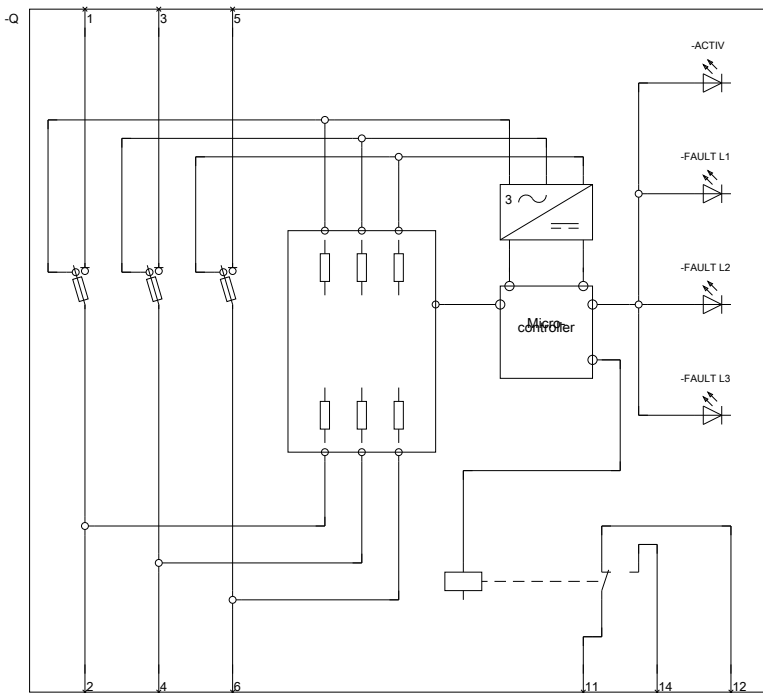 -Q
1
3
5
-ACTIV
-FAULT L1
3
-FAULT L2
Micro-
controller
-FAULT L3
2
4
6
11
14
12